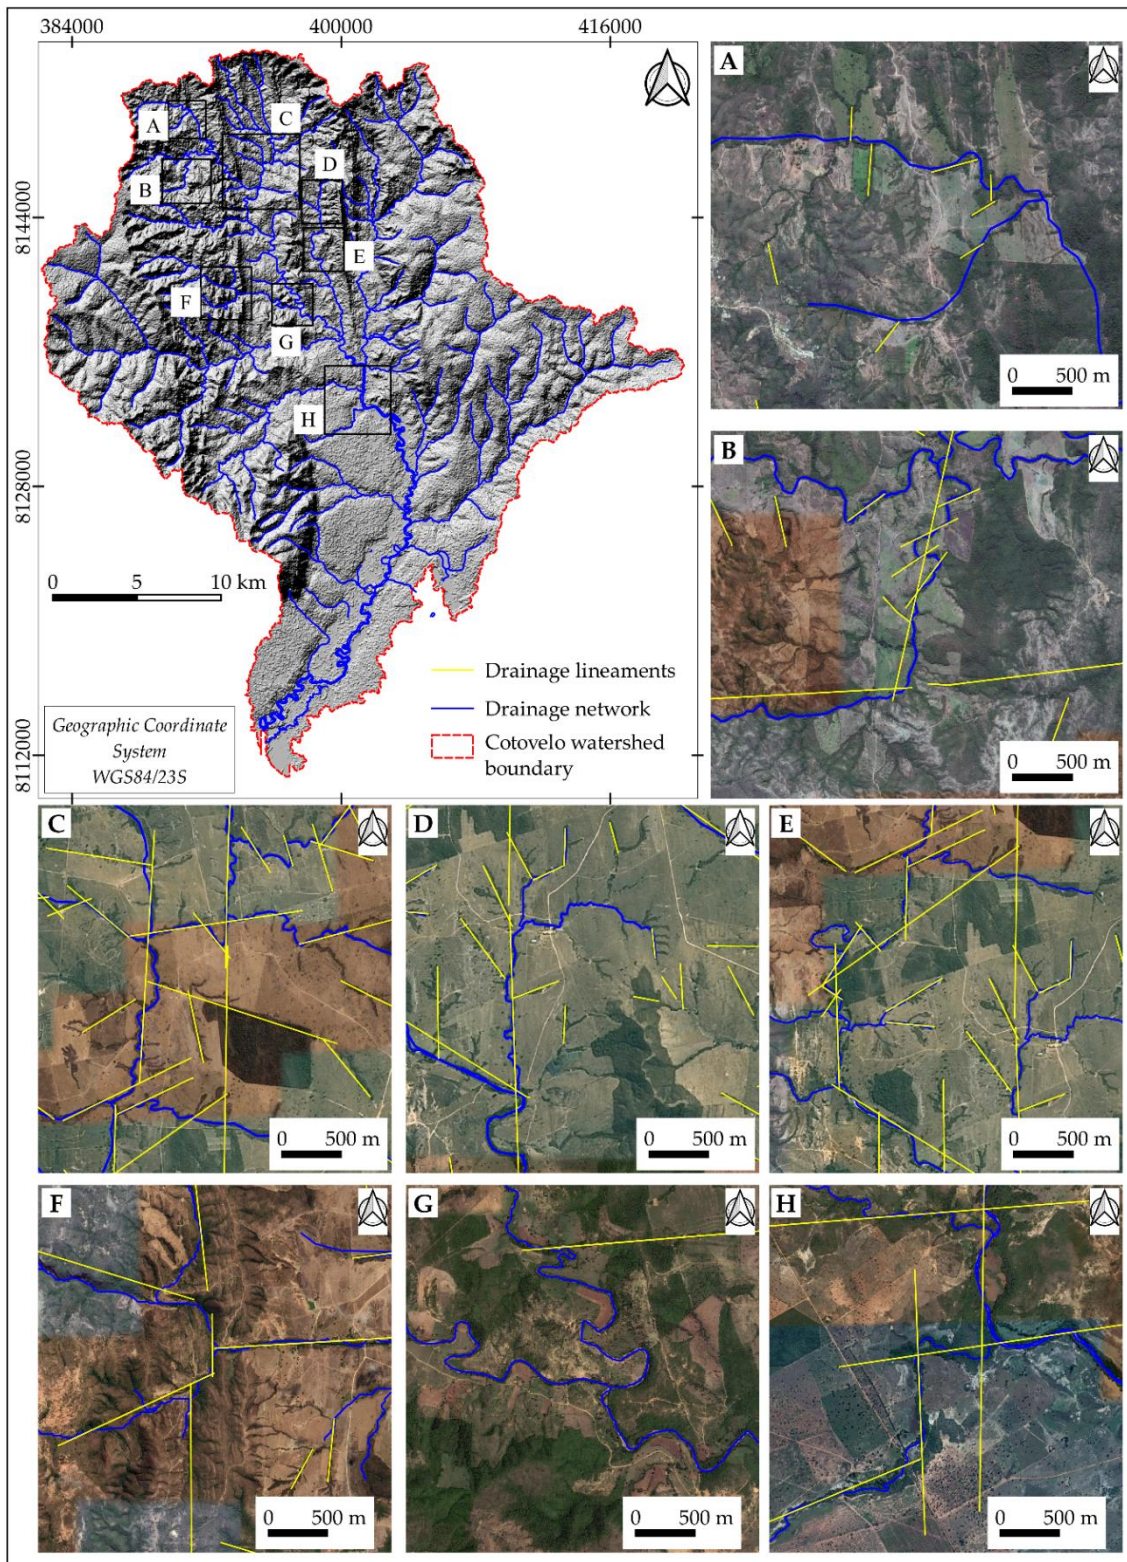 384000 400000 416000
8144000
8128000
8112000
A
B
C
D
E
F
G
H
0 5 10 km
Drainage lineaments
Drainage network
Cotovelo watershed
boundary
Geographic Coordinate
System
WGS84/23S
A
0 500 m
B
0 500 m
C
0 500 m
D
0 500 m
E
0 500 m
F
0 500 m
G
0 500 m
H
0 500 m